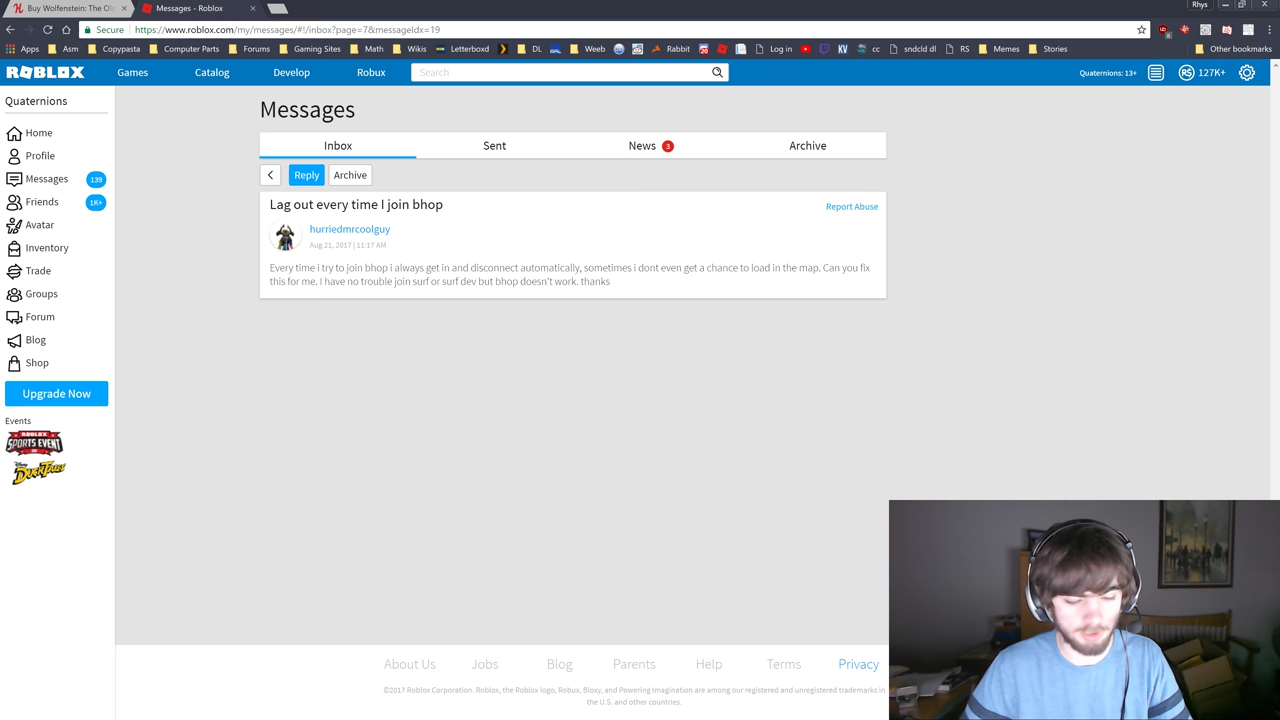 Buy Wolfenstein: The Old
Messages - Roblox
Rhys
Secure
https://www.roblox.com/my/messages/#!/inbox?page=7&messageIdx=19
Apps Asm Copypasta Computer Parts Forums Gaming Sites Math Wikis Letterboxd DL Weeb Rabbit Log in cc sndcld dl RS Memes Stories Other bookmarks
ROBLOX Games Catalog Develop Robux Search Quaternions: 13+ R$ 127K+
Quaternions
Home
Profile
Messages 139
Friends 1K+
Avatar
Inventory
Trade
Groups
Forum
Blog
Shop
Upgrade Now
Events
ROBLOX
SPORTS EVENT
DUCKTALES
Messages
Inbox Sent News 3 Archive
Reply Archive
Lag out every time I join bhop
Report Abuse
hurriedmrcoolguy
Aug 21, 2017 | 11:17 AM
Every time i try to join bhop i always get in and disconnect automatically, sometimes i dont even get a chance to load in the map. Can you fix
this for me. I have no trouble join surf or surf dev but bhop doesn't work. thanks
About Us Jobs Blog Parents Help Terms Privacy
©2017 Roblox Corporation. Roblox, the Roblox logo, Robux, Bloxy, and Powering Imagination are among our registered and unregistered trademarks in
the U.S. and other countries.